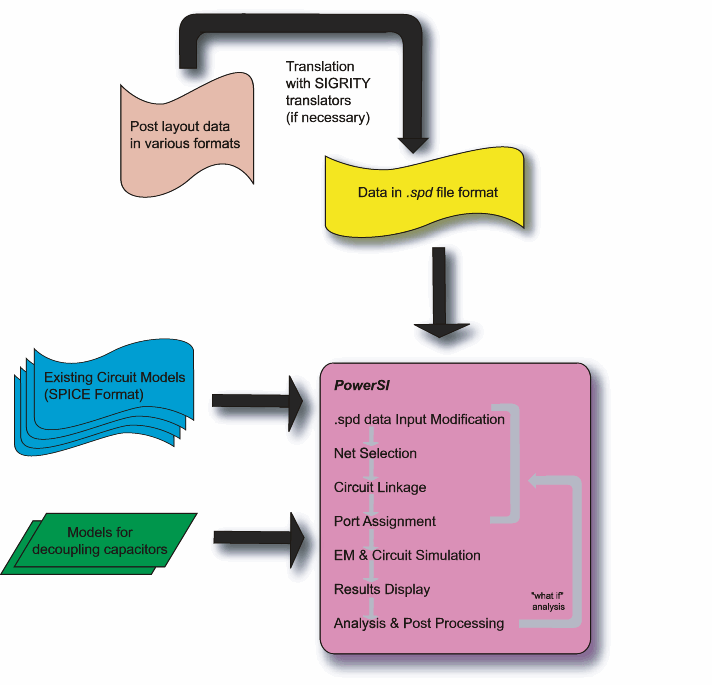 Translation
with SIGRITY
translators
(if necessary)
Post layout data
in various formats
Data in .spd file format
Existing Circuit Models
(SPICE Format)
Models for
decoupling capacitors
PowerSI
.spd data Input Modification
Net Selection
Circuit Linkage
Port Assignment
EM & Circuit Simulation
Results Display
Analysis & Post Processing
"what if"
analysis